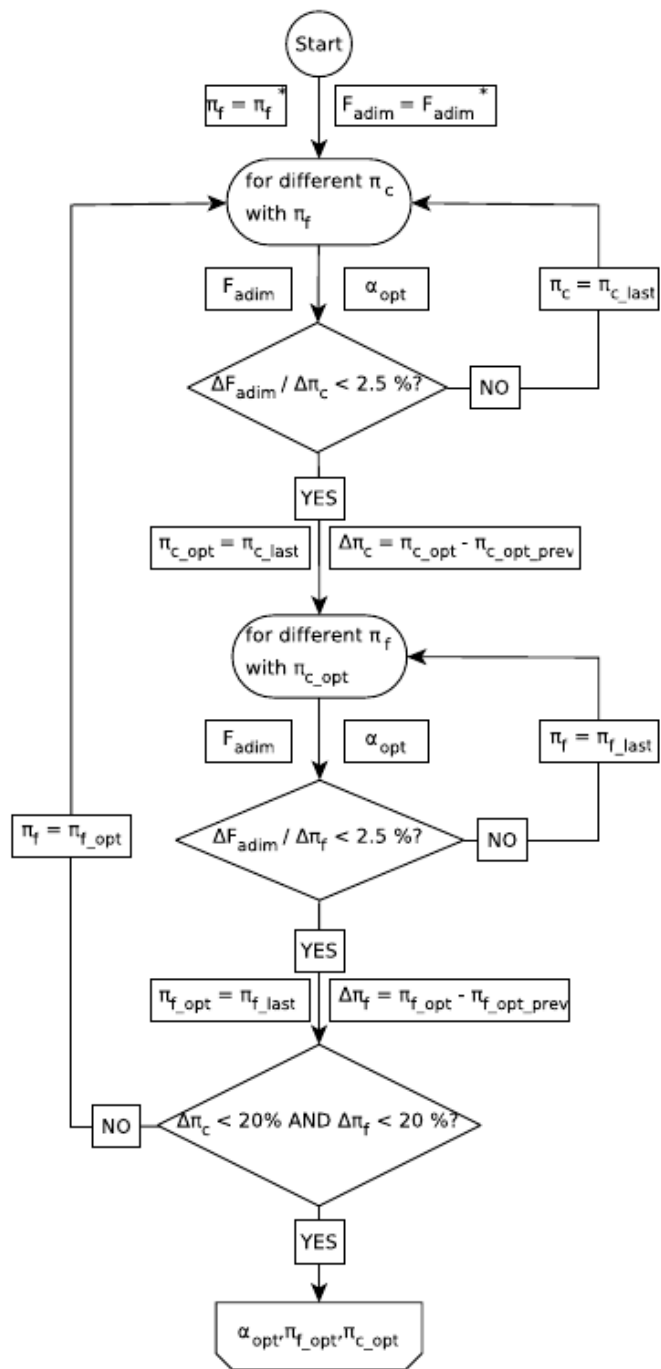 Start
π_f = π_f^*
F_adim = F_adim^*
for different π_c
with π_f
F_adim
α_opt
π_c = π_c_last
ΔF_adim / Δπ_c < 2.5 %?
NO
YES
π_c_opt = π_c_last
Δπ_c = π_c_opt - π_c_opt_prev
for different π_f
with π_c_opt
F_adim
α_opt
π_f = π_f_last
π_f = π_f_opt
ΔF_adim / Δπ_f < 2.5 %?
NO
YES
π_f_opt = π_f_last
Δπ_f = π_f_opt - π_f_opt_prev
NO
Δπ_c < 20% AND Δπ_f < 20 %?
YES
α_opt,π_f_opt,π_c_opt